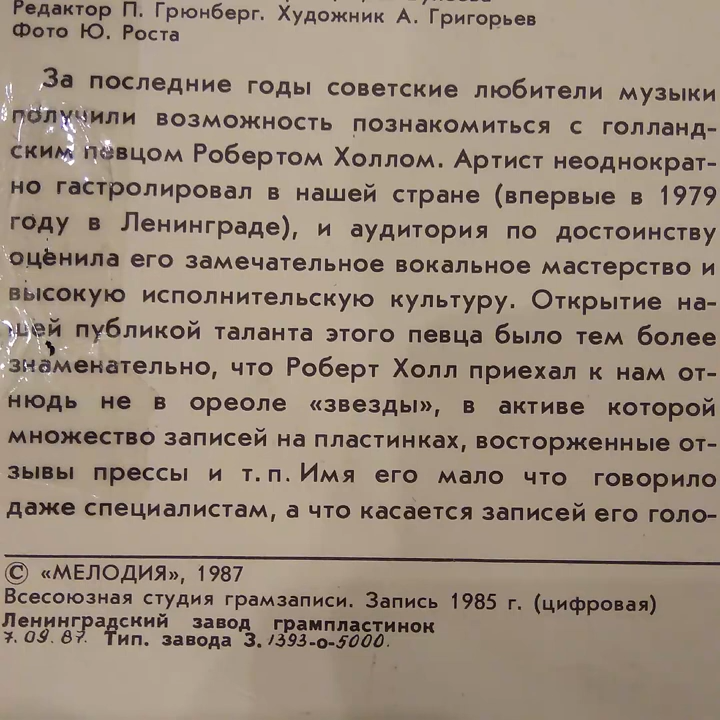 Редактор П. Грюнберг. Художник А. Григорьев
Фото Ю. Роста
За последние годы советские любители музыки
получили возможность познакомиться с голланд-
ским певцом Робертом Холлом. Артист неоднократ-
но гастролировал в нашей стране (впервые в 1979
году в Ленинграде), и аудитория по достоинству
оценила его замечательное вокальное мастерство и
высокую исполнительскую культуру. Открытие на-
шей публикой таланта этого певца было тем более
знаменательно, что Роберт Холл приехал к нам от-
нюдь не в ореоле «звезды», в активе которой
множество записей на пластинках, восторженные от-
зывы прессы и т. п. Имя его мало что говорило
даже специалистам, а что касается записей его голо-
© «МЕЛОДИЯ», 1987
Всесоюзная студия грамзаписи. Запись 1985 г. (цифровая)
Ленинградский завод грампластинок
7.09.87. Тип. завода З. 1393-о-5000.